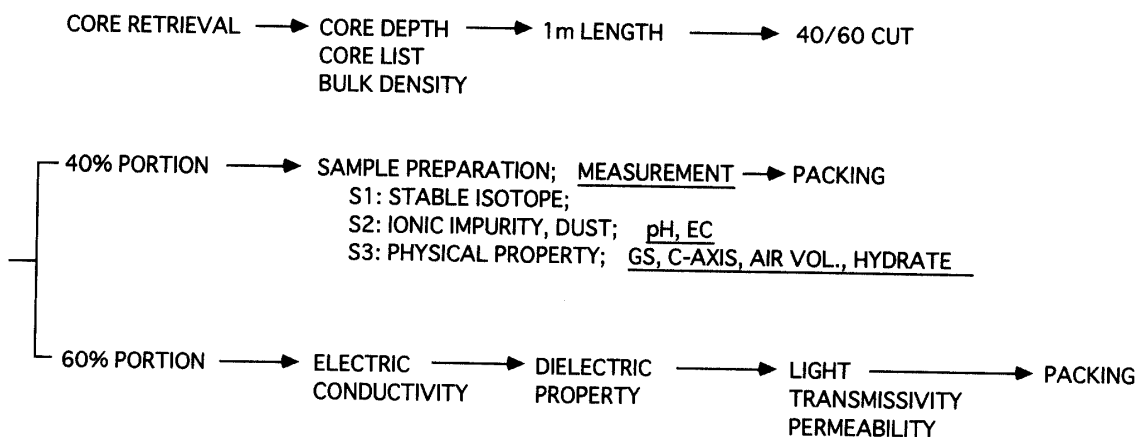 CORE RETRIEVAL → CORE DEPTH → 1m LENGTH → 40/60 CUT
CORE LIST
BULK DENSITY
40% PORTION → SAMPLE PREPARATION; MEASUREMENT → PACKING
S1: STABLE ISOTOPE;
S2: IONIC IMPURITY, DUST; pH, EC
S3: PHYSICAL PROPERTY; GS, C-AXIS, AIR VOL., HYDRATE
60% PORTION → ELECTRIC → DIELECTRIC → LIGHT → PACKING
CONDUCTIVITY PROPERTY TRANSMISSIVITY
PERMEABILITY